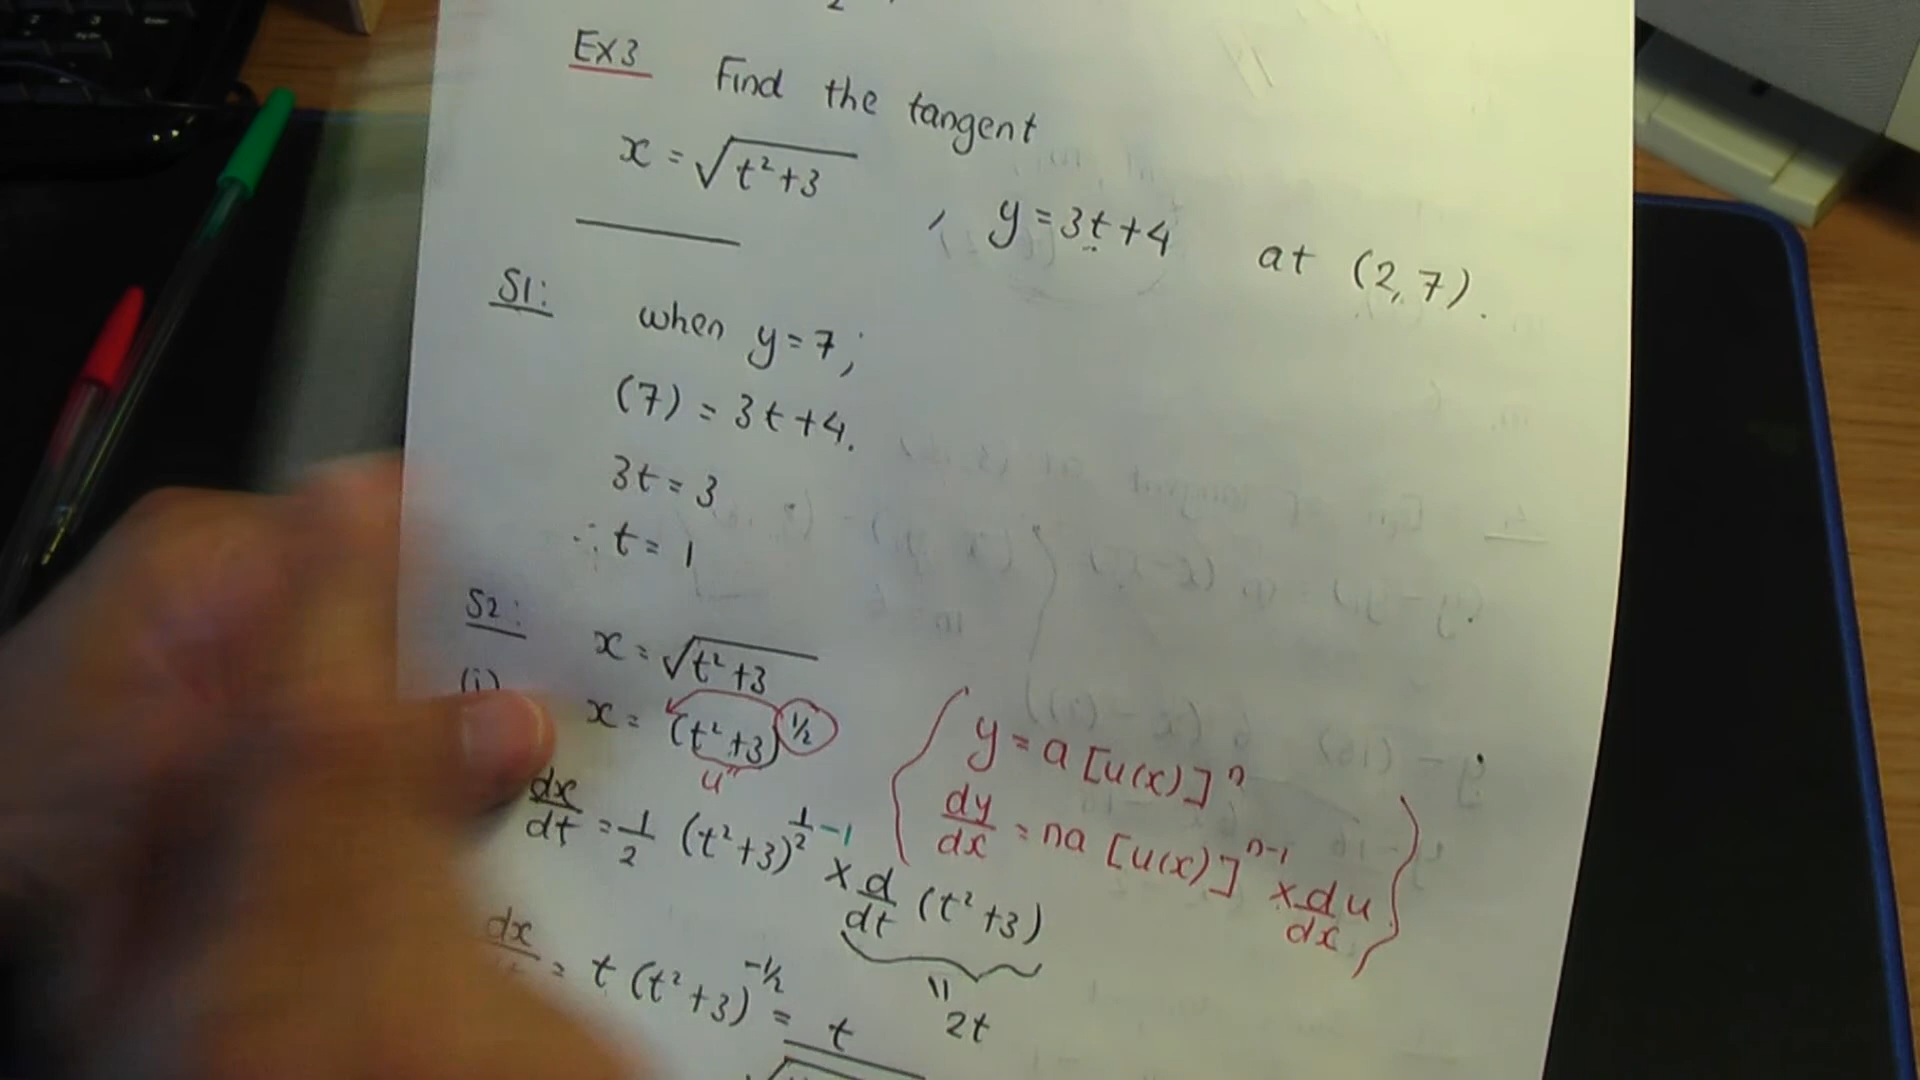 Ex3 Find the tangent
x = √(t²+3) , y = 3t+4 at (2,7).
S1: when y=7;
(7) = 3t+4.
3t = 3
∴ t = 1
S2: x = √(t²+3)
(i) x = (t²+3)^½
u
y = a[u(x)]ⁿ
dy/dx = na[u(x)]ⁿ⁻¹ × du/dx
dx/dt = 1/2 (t²+3)^(1/2 −1) × d/dt (t²+3)
2t
dx = t(t²+3)^-½ = t